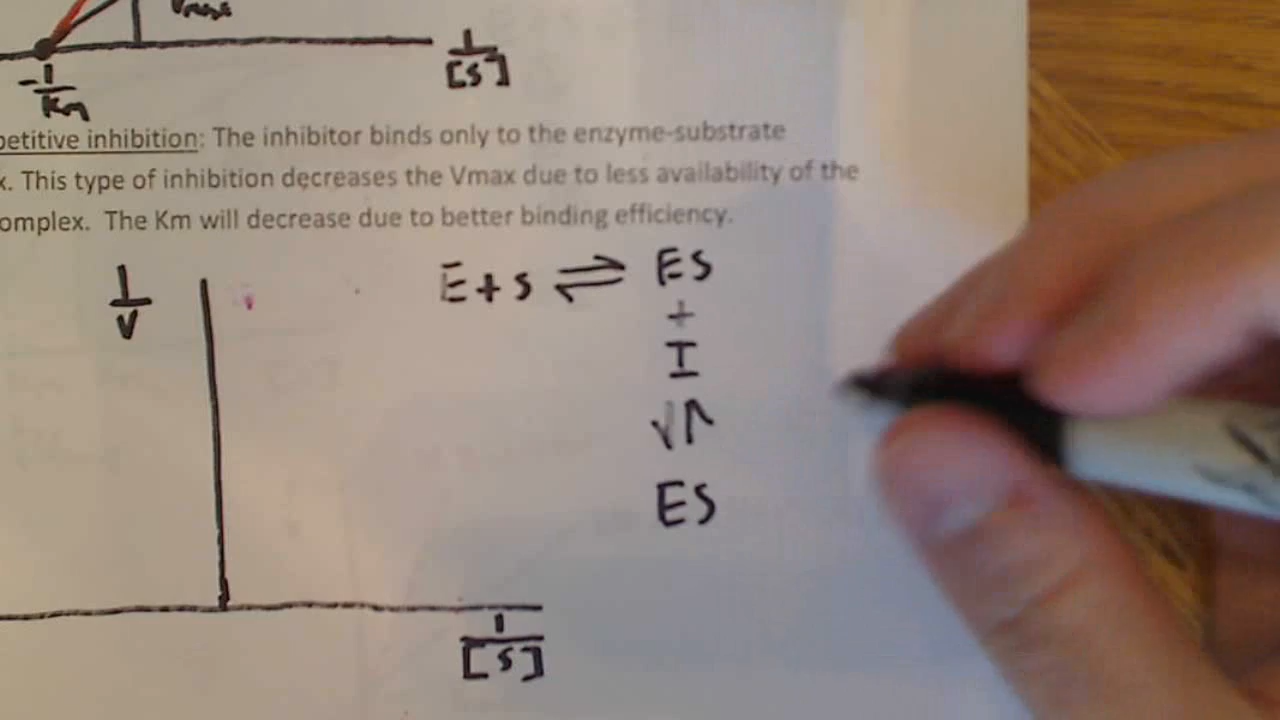 Vmax
1
[S]
-1
Km
petitive inhibition: The inhibitor binds only to the enzyme-substrate
x. This type of inhibition decreases the Vmax due to less availability of the
omplex. The Km will decrease due to better binding efficiency.
1
V
E+S ⇌ ES
+
I
ES
1
[S]